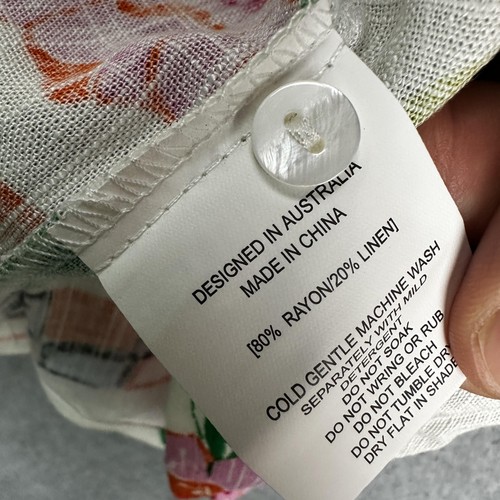 DESIGNED IN AUSTRALIA
MADE IN CHINA
[80% RAYON/20% LINEN]
COLD GENTLE MACHINE WASH
SEPARATELY WITH MILD
DETERGENT
DO NOT SOAK
DO NOT WRING OR RUB
DO NOT BLEACH
DO NOT TUMBLE DRY
DRY FLAT IN SHADE